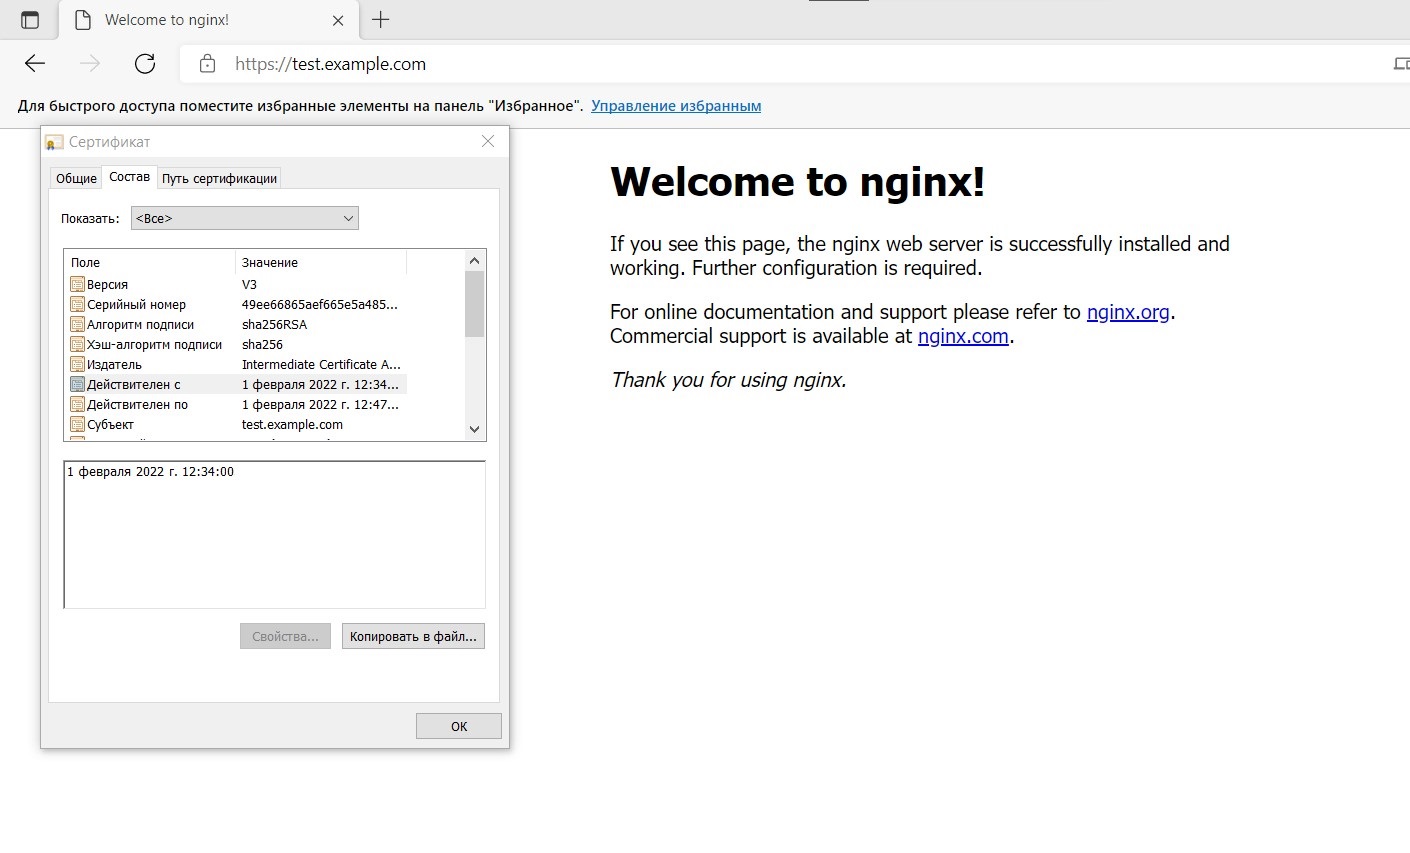 Welcome to nginx!
https://test.example.com
Для быстрого доступа поместите избранные элементы на панель "Избранное". Управление избранным
Сертификат
Общие Состав Путь сертификации
Показать: <Все>
Поле Значение
Версия V3
Серийный номер 49ee66865aef665e5a485...
Алгоритм подписи sha256RSA
Хэш-алгоритм подписи sha256
Издатель Intermediate Certificate A...
Действителен с 1 февраля 2022 г. 12:34...
Действителен по 1 февраля 2022 г. 12:47...
Субъект test.example.com
1 февраля 2022 г. 12:34:00
Свойства... Копировать в файл...
ОК
Welcome to nginx!
If you see this page, the nginx web server is successfully installed and
working. Further configuration is required.
For online documentation and support please refer to nginx.org.
Commercial support is available at nginx.com.
Thank you for using nginx.